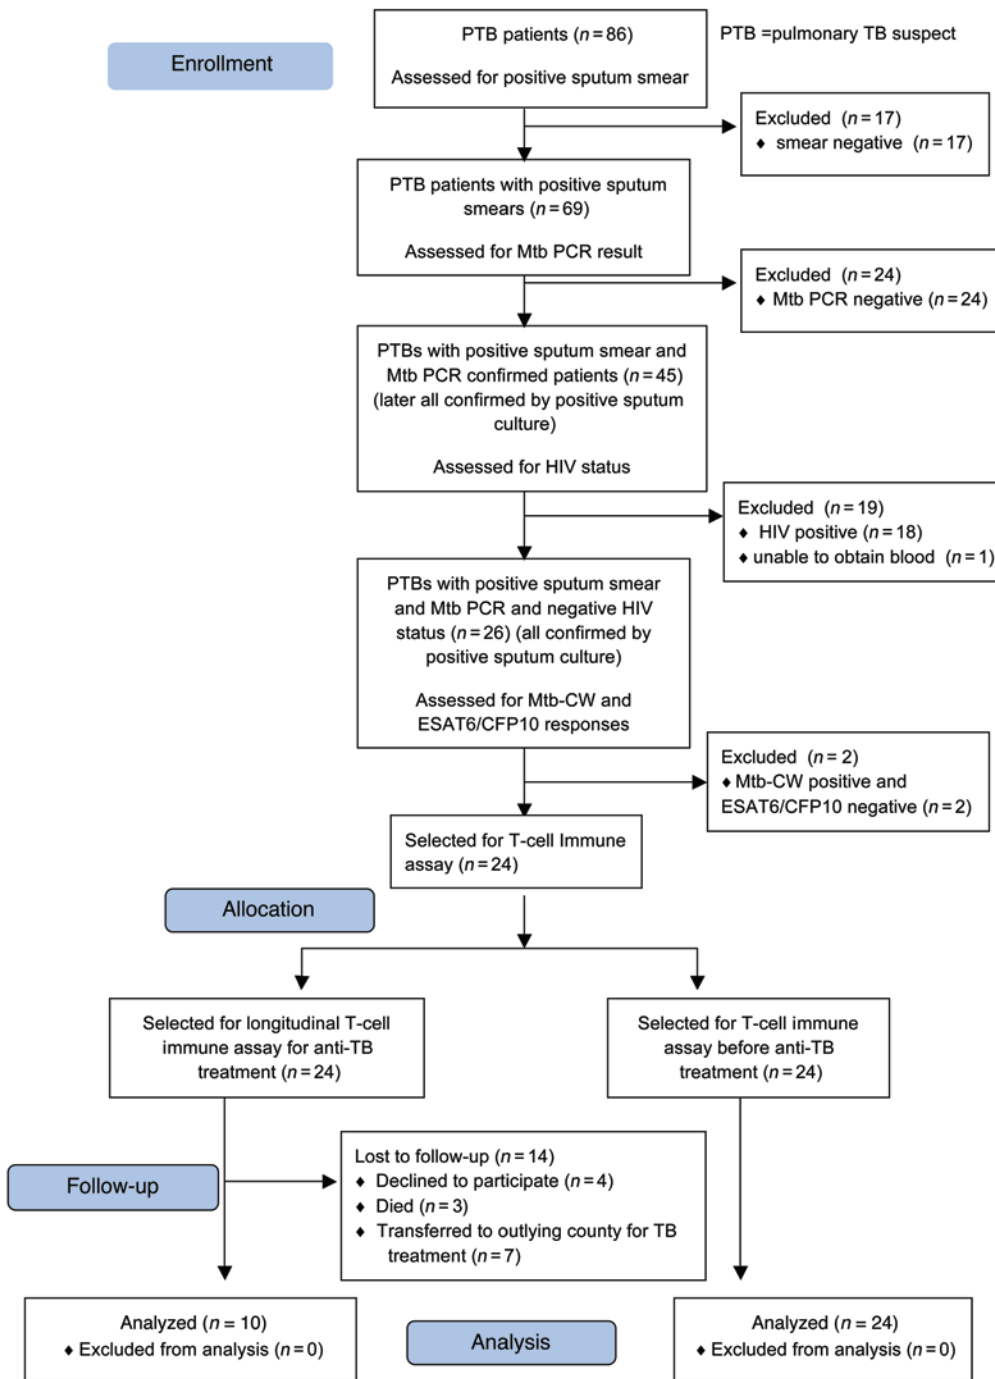 Enrollment
PTB patients (n = 86)
Assessed for positive sputum smear
PTB =pulmonary TB suspect
Excluded (n = 17)
♦ smear negative (n = 17)
PTB patients with positive sputum
smears (n = 69)
Assessed for Mtb PCR result
Excluded (n = 24)
♦ Mtb PCR negative (n = 24)
PTBs with positive sputum smear and
Mtb PCR confirmed patients (n = 45)
(later all confirmed by positive sputum
culture)
Assessed for HIV status
Excluded (n = 19)
♦ HIV positive (n = 18)
♦ unable to obtain blood (n = 1)
PTBs with positive sputum smear
and Mtb PCR and negative HIV
status (n = 26) (all confirmed by
positive sputum culture)
Assessed for Mtb-CW and
ESAT6/CFP10 responses
Excluded (n = 2)
♦ Mtb-CW positive and
ESAT6/CFP10 negative (n = 2)
Selected for T-cell Immune
assay (n = 24)
Allocation
Selected for longitudinal T-cell
immune assay for anti-TB
treatment (n = 24)
Selected for T-cell immune
assay before anti-TB
treatment (n = 24)
Follow-up
Lost to follow-up (n = 14)
♦ Declined to participate (n = 4)
♦ Died (n = 3)
♦ Transferred to outlying county for TB
treatment (n = 7)
Analyzed (n = 10)
♦ Excluded from analysis (n = 0)
Analysis
Analyzed (n = 24)
♦ Excluded from analysis (n = 0)